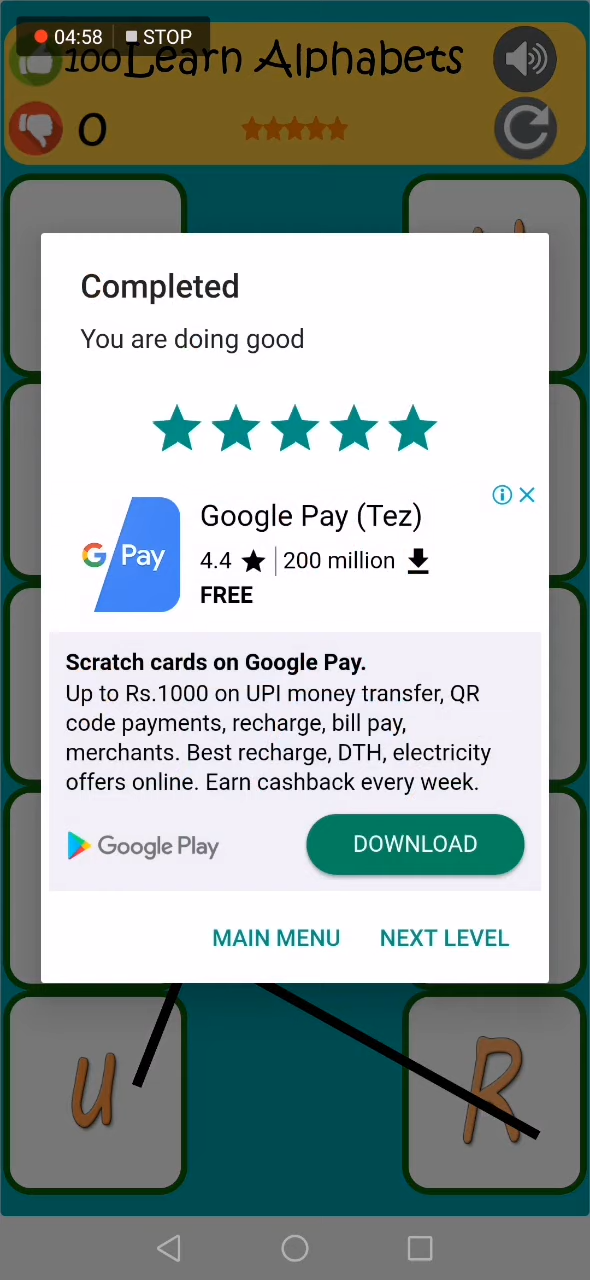 04:58 STOP
100 Learn Alphabets
0
Completed
You are doing good
Google Pay (Tez)
G Pay
4.4 ★ | 200 million
FREE
Scratch cards on Google Pay.
Up to Rs.1000 on UPI money transfer, QR
code payments, recharge, bill pay,
merchants. Best recharge, DTH, electricity
offers online. Earn cashback every week.
Google Play
DOWNLOAD
MAIN MENU NEXT LEVEL
u R